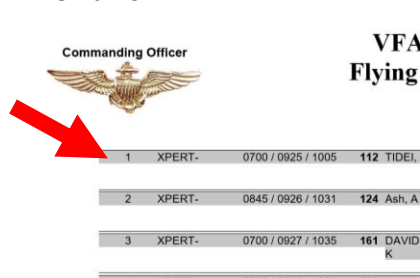 Commanding Officer
VFA
Flying
1 XPERT- 0700 / 0925 / 1005 112 TIDEI,
2 XPERT- 0845 / 0926 / 1031 124 Ash, A
3 XPERT- 0700 / 0927 / 1035 161 DAVID
K